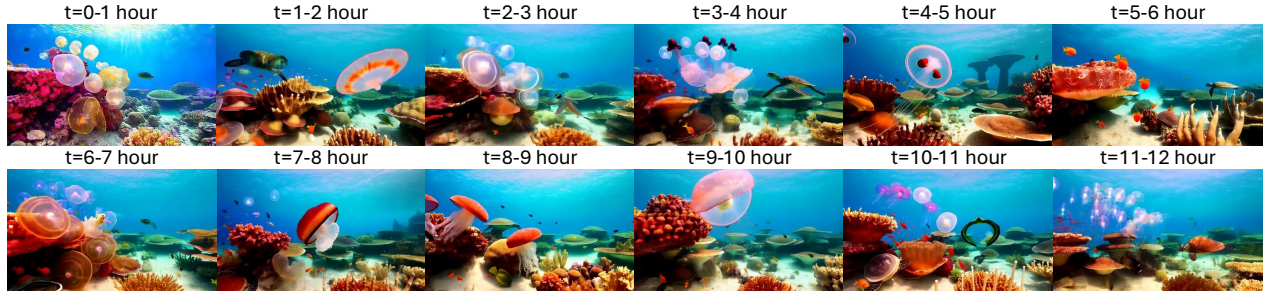 t=0-1 hour
t=1-2 hour
t=2-3 hour
t=3-4 hour
t=4-5 hour
t=5-6 hour
t=6-7 hour
t=7-8 hour
t=8-9 hour
t=9-10 hour
t=10-11 hour
t=11-12 hour